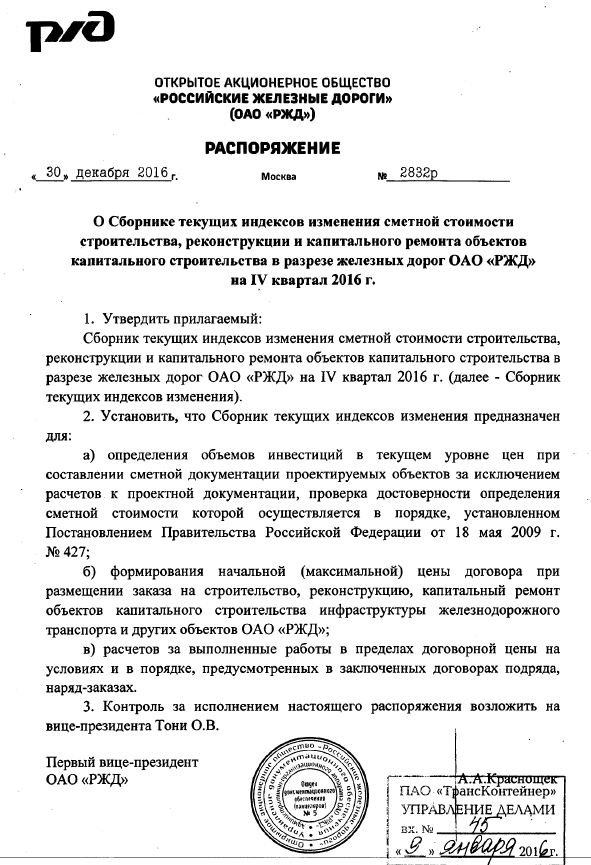 ржд
ОТКРЫТОЕ АКЦИОНЕРНОЕ ОБЩЕСТВО
«РОССИЙСКИЕ ЖЕЛЕЗНЫЕ ДОРОГИ»
(ОАО «РЖД»)
РАСПОРЯЖЕНИЕ
« 30 » декабря 2016 г. Москва № 2832р
О Сборнике текущих индексов изменения сметной стоимости
строительства, реконструкции и капитального ремонта объектов
капитального строительства в разрезе железных дорог ОАО «РЖД»
на IV квартал 2016 г.
1. Утвердить прилагаемый:
Сборник текущих индексов изменения сметной стоимости строительства,
реконструкции и капитального ремонта объектов капитального строительства в
разрезе железных дорог ОАО «РЖД» на IV квартал 2016 г. (далее - Сборник
текущих индексов изменения).
2. Установить, что Сборник текущих индексов изменения предназначен
для:
а) определения объемов инвестиций в текущем уровне цен при
составлении сметной документации проектируемых объектов за исключением
расчетов к проектной документации, проверка достоверности определения
сметной стоимости которой осуществляется в порядке, установленном
Постановлением Правительства Российской Федерации от 18 мая 2009 г.
№ 427;
б) формирования начальной (максимальной) цены договора при
размещении заказа на строительство, реконструкцию, капитальный ремонт
объектов капитального строительства инфраструктуры железнодорожного
транспорта и других объектов ОАО «РЖД»;
в) расчетов за выполненные работы в пределах договорной цены на
условиях и в порядке, предусмотренных в заключенных договорах подряда,
наряд-заказах.
3. Контроль за исполнением настоящего распоряжения возложить на
вице-президента Тони О.В.
Первый вице-президент
ОАО «РЖД»
А.А.Краснощек
Отдел
документационного
обеспечения
(канцелярия)
№ 5
ПАО «ТрансКонтейнер»
УПРАВЛЕНИЕ ДЕЛАМИ
вх. № 45
« 9 » января 2016 г.